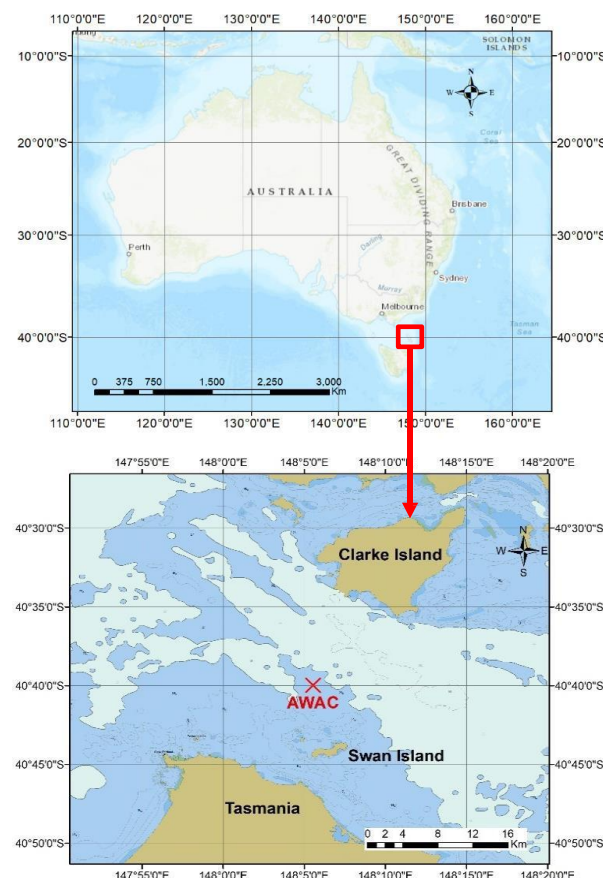 110°0'0"E 120°0'0"E 130°0'0"E 140°0'0"E 150°0'0"E 160°0'0"E
SOLOMON
ISLANDS
10°0'0"S 10°0'0"S
N
W E
S
Coral
Sea
20°0'0"S 20°0'0"S
GREAT DIVIDING RANGE
AUSTRALIA
Brisbane
30°0'0"S 30°0'0"S
Perth
Darling
Sydney
Murray
Melbourne
Tasman
Sea
40°0'0"S 40°0'0"S
0 375 750 1,500 2,250 3,000
Km
110°0'0"E 120°0'0"E 130°0'0"E 140°0'0"E 150°0'0"E 160°0'0"E
147°55'0"E 148°0'0"E 148°5'0"E 148°10'0"E 148°15'0"E 148°20'0"E
40°30'0"S 40°30'0"S
N
W E
S
Clarke Island
40°35'0"S 40°35'0"S
40°40'0"S 40°40'0"S
AWAC
Swan Island
40°45'0"S 40°45'0"S
Tasmania
0 2 4 8 12 16
Km
40°50'0"S 40°50'0"S
147°55'0"E 148°0'0"E 148°5'0"E 148°10'0"E 148°15'0"E 148°20'0"E